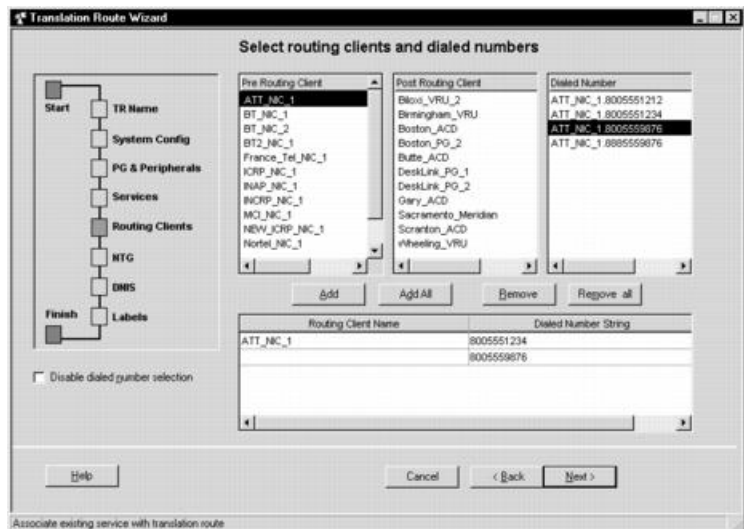 Translation Route Wizard
Select routing clients and dialed numbers
Start
TR Name
System Config
PG & Peripherals
Services
Routing Clients
NTG
DNIS
Finish
Labels
Disable dialed number selection
Pre Routing Client
ATT_NIC_1
BT_NIC_1
BT_NIC_2
BT2_NIC_1
France_Tel_NIC_1
ICRP_NIC_1
INAP_NIC_1
INCRP_NIC_1
MCI_NIC_1
NEW_ICRP_NIC_1
Nortel_NIC_1
Post Routing Client
Biloxi_VRU_2
Birmingham_VRU
Boston_ACD
Boston_PG_2
Butte_ACD
DeskLink_PG_1
DeskLink_PG_2
Gary_ACD
Sacramento_Meridian
Scranton_ACD
Wheeling_VRU
Dialed Number
ATT_NIC_1.8005551212
ATT_NIC_1.8005551234
ATT_NIC_1.8005559876
ATT_NIC_1.8885559876
Add
Add All
Remove
Remove all
Routing Client Name Dialed Number String
ATT_NIC_1 8005551234
8005559876
Help
Cancel
< Back
Next >
Associate existing service with translation route